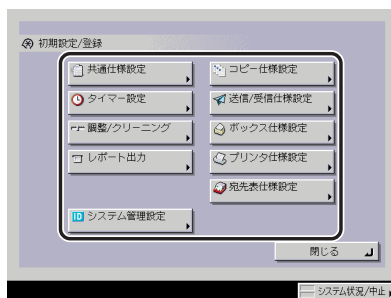 初期設定/登録
共通仕様設定
コピー仕様設定
タイマー設定
送信/受信仕様設定
調整/クリーニング
ボックス仕様設定
レポート出力
プリンタ仕様設定
宛先表仕様設定
ID システム管理設定
閉じる
システム状況/中止